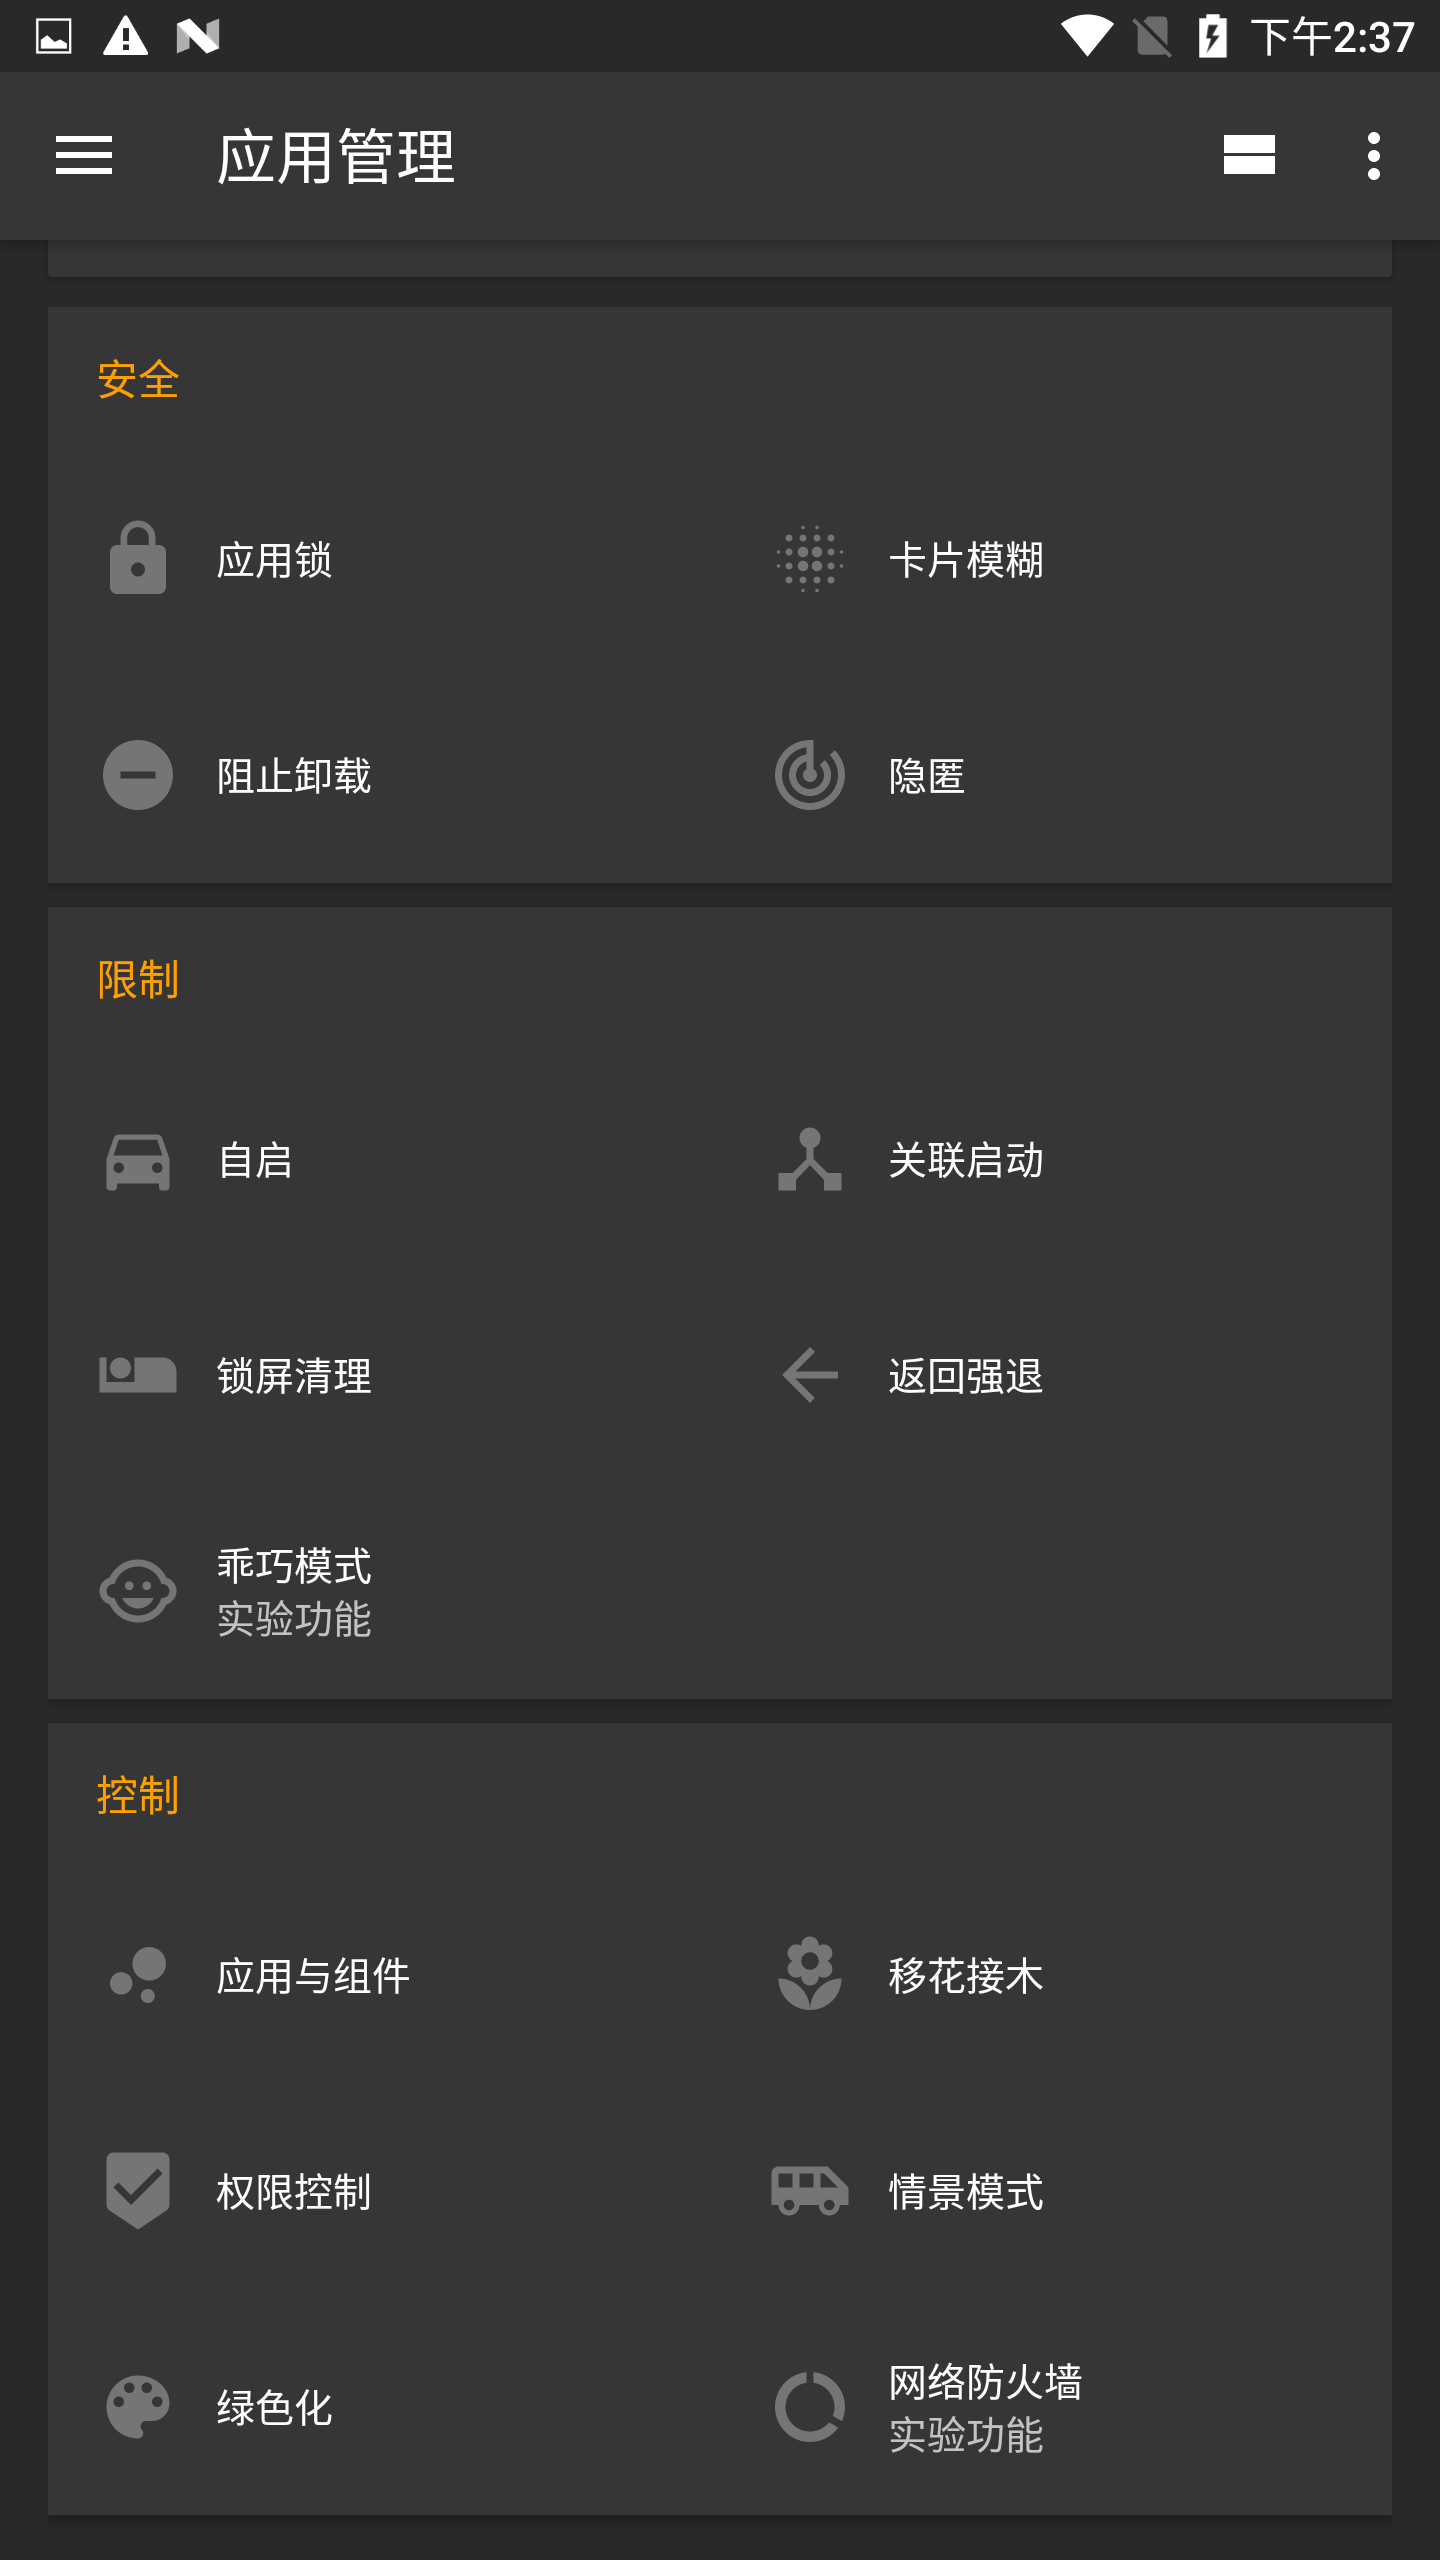 下午2:37
应用管理
安全
应用锁
卡片模糊
阻止卸载
隐匿
限制
自启
关联启动
锁屏清理
返回强退
乖巧模式
实验功能
控制
应用与组件
移花接木
权限控制
情景模式
绿色化
网络防火墙
实验功能